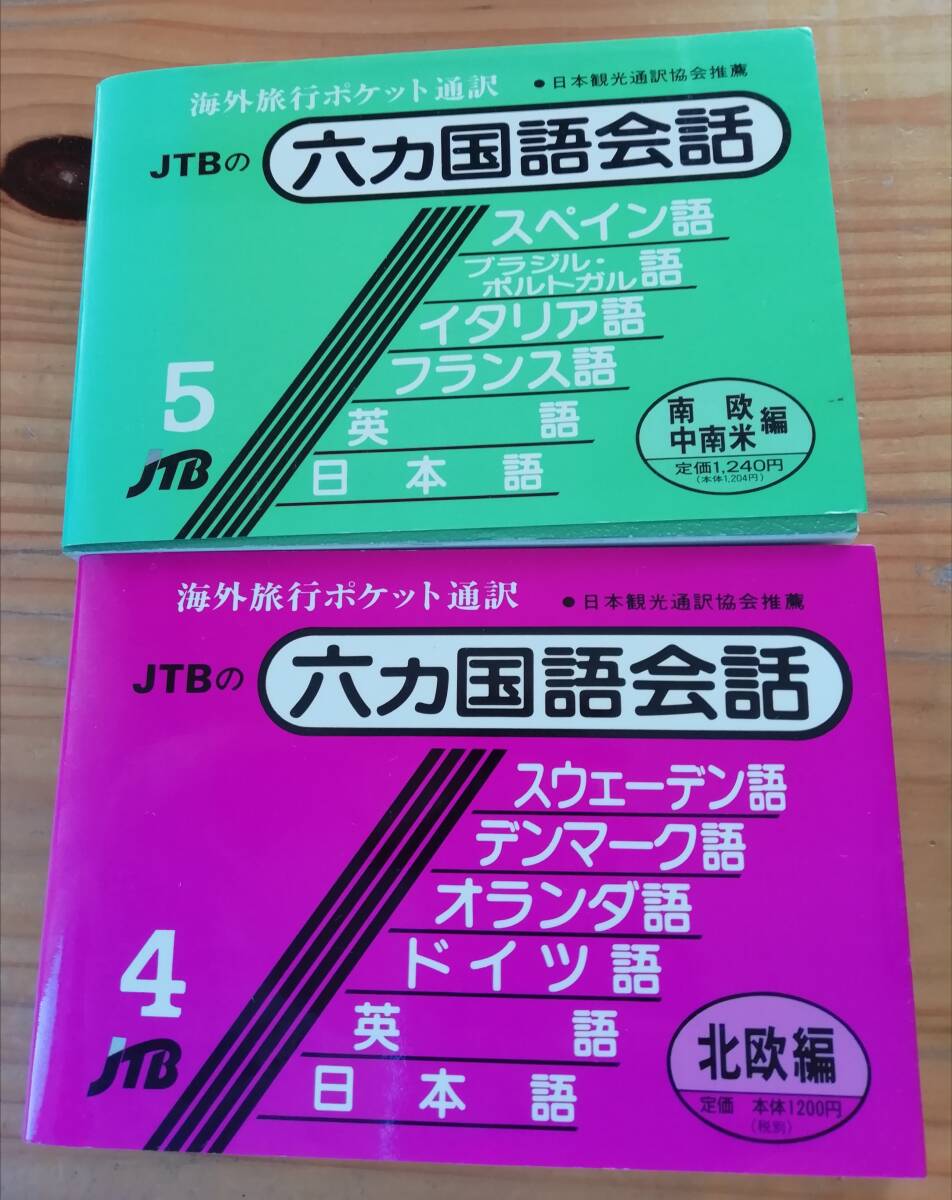 海外旅行ポケット通訳
●日本観光通訳協会推薦
JTBの 六カ国語会話
スペイン語
ブラジル・ポルトガル語
イタリア語
フランス語
英語
日本語
5
JTB
南欧
中南米編
定価1,240円
(本体1,204円)
海外旅行ポケット通訳
●日本観光通訳協会推薦
JTBの 六カ国語会話
スウェーデン語
デンマーク語
オランダ語
ドイツ語
英語
日本語
4
JTB
北欧編
定価 本体1200円
(税別)